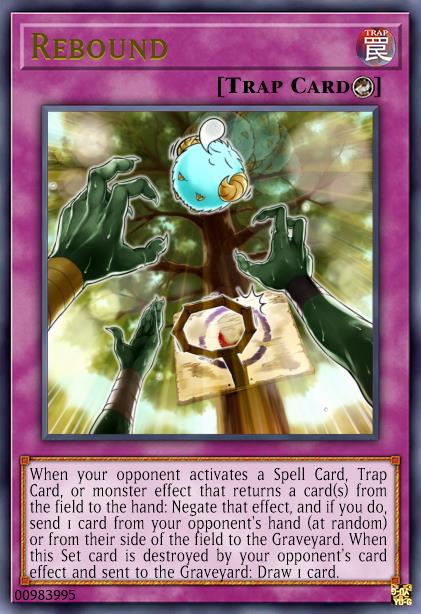 REBOUND
TRAP
罠
[TRAP CARD]
When your opponent activates a Spell Card, Trap
Card, or monster effect that returns a card(s) from
the field to the hand: Negate that effect, and if you do,
send 1 card from your opponent's hand (at random)
or from their side of the field to the Graveyard. When
this Set card is destroyed by your opponent's card
effect and sent to the Graveyard: Draw 1 card.
00983995